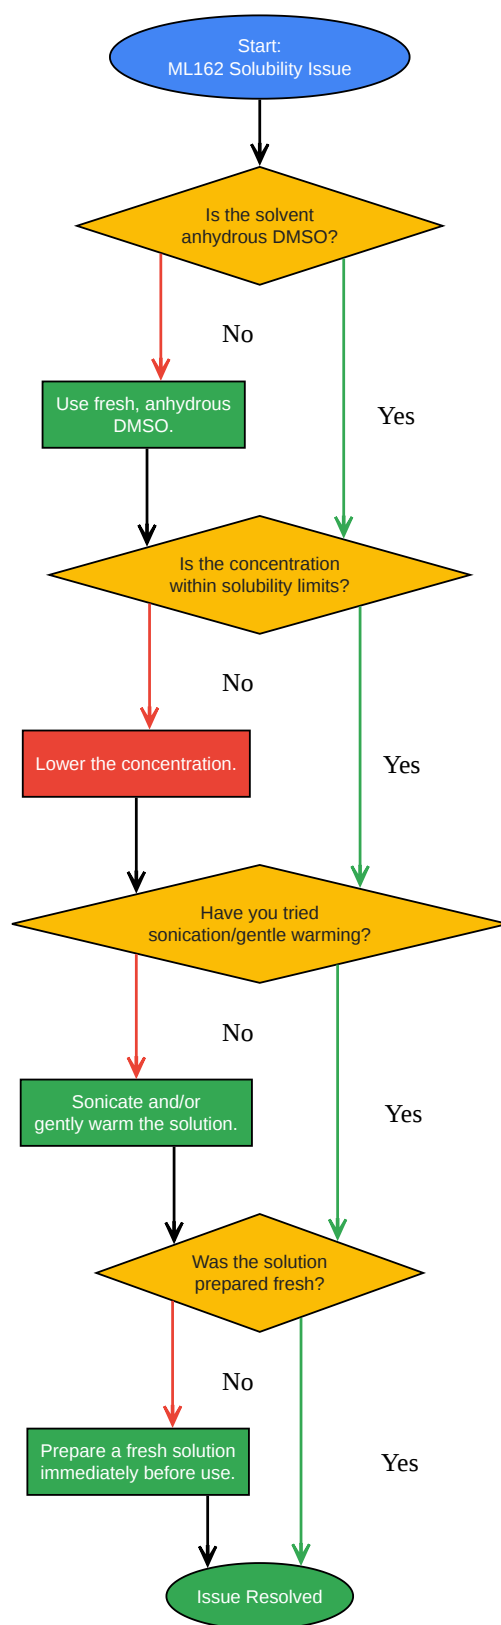 Start:
ML162 Solubility Issue
Is the solvent
anhydrous DMSO?
No
Use fresh, anhydrous
DMSO.
Yes
Is the concentration
within solubility limits?
No
Lower the concentration.
Yes
Have you tried
sonication/gentle warming?
No
Sonicate and/or
gently warm the solution.
Yes
Was the solution
prepared fresh?
No
Prepare a fresh solution
immediately before use.
Yes
Issue Resolved